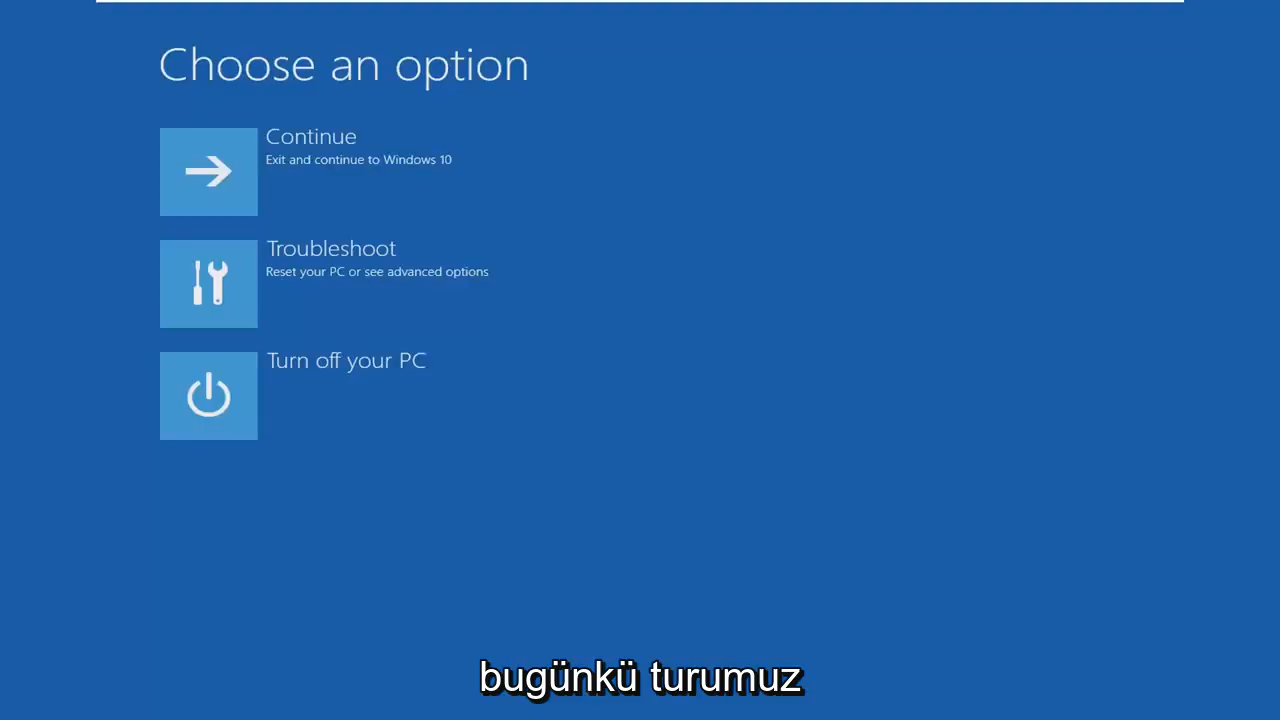 Choose an option
Continue
Exit and continue to Windows 10
Troubleshoot
Reset your PC or see advanced options
Turn off your PC
bugünkü turumuz